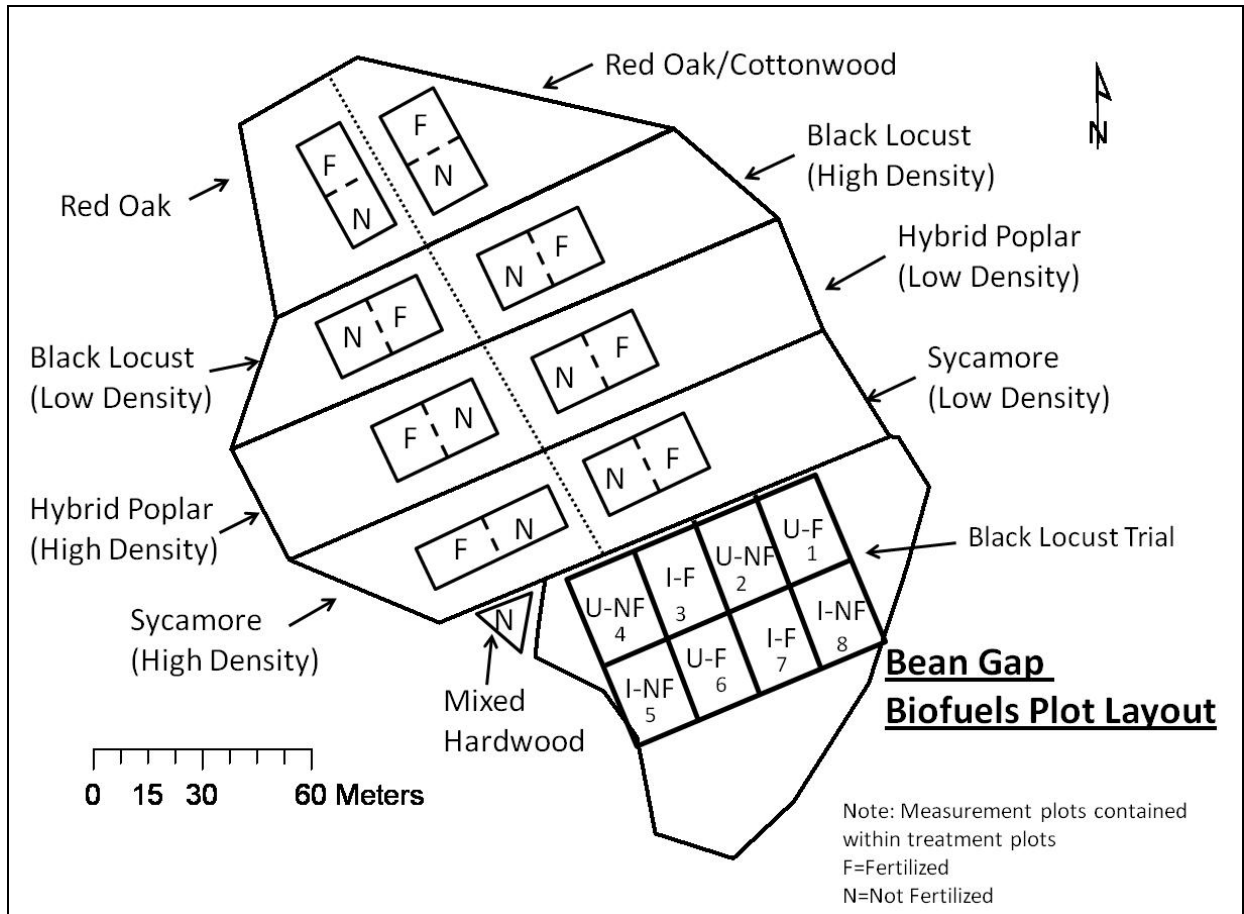 Red Oak/Cottonwood
N
Black Locust
(High Density)
F
F
N
N
Red Oak
Hybrid Poplar
(Low Density)
N F
N F
Black Locust
(Low Density)
N F
Sycamore
(Low Density)
F N
N F
Hybrid Poplar
(High Density)
F N
Black Locust Trial
U-F
1
U-NF
2
I-F
3
U-NF
4
I-NF
8
I-F
7
U-F
6
I-NF
5
N
Sycamore
(High Density)
Mixed
Hardwood
Bean Gap
Biofuels Plot Layout
0 15 30 60 Meters
Note: Measurement plots contained
within treatment plots
F=Fertilized
N=Not Fertilized